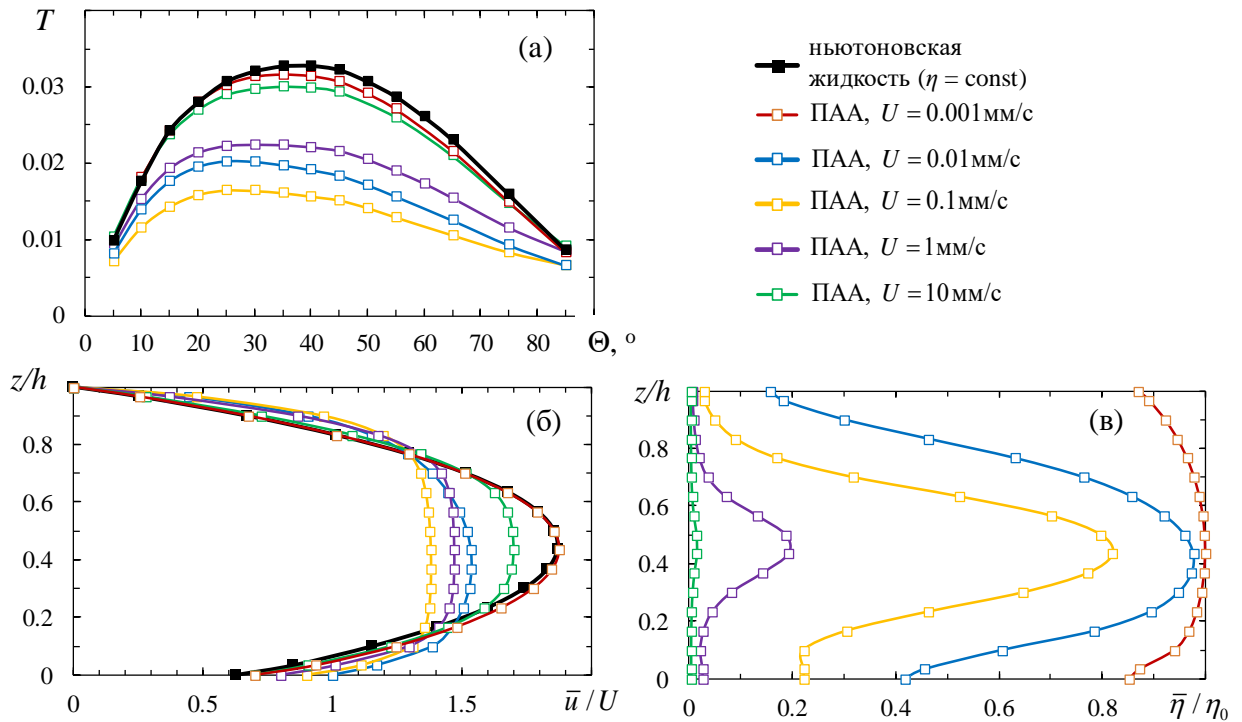 T
(а)
0.03
0.02
0.01
0
0 10 20 30 40 50 60 70 80 Θ, °
ньютоновская
жидкость (η = const)
ПАА, U = 0.001мм/с
ПАА, U = 0.01мм/с
ПАА, U = 0.1мм/с
ПАА, U = 1мм/с
ПАА, U = 10мм/с
z/h
(б)
0.8
0.6
0.4
0.2
0
0 0.5 1 1.5 u̅ / U
z/h
(в)
0.8
0.6
0.4
0.2
0
0 0.2 0.4 0.6 0.8 η̅ / η₀